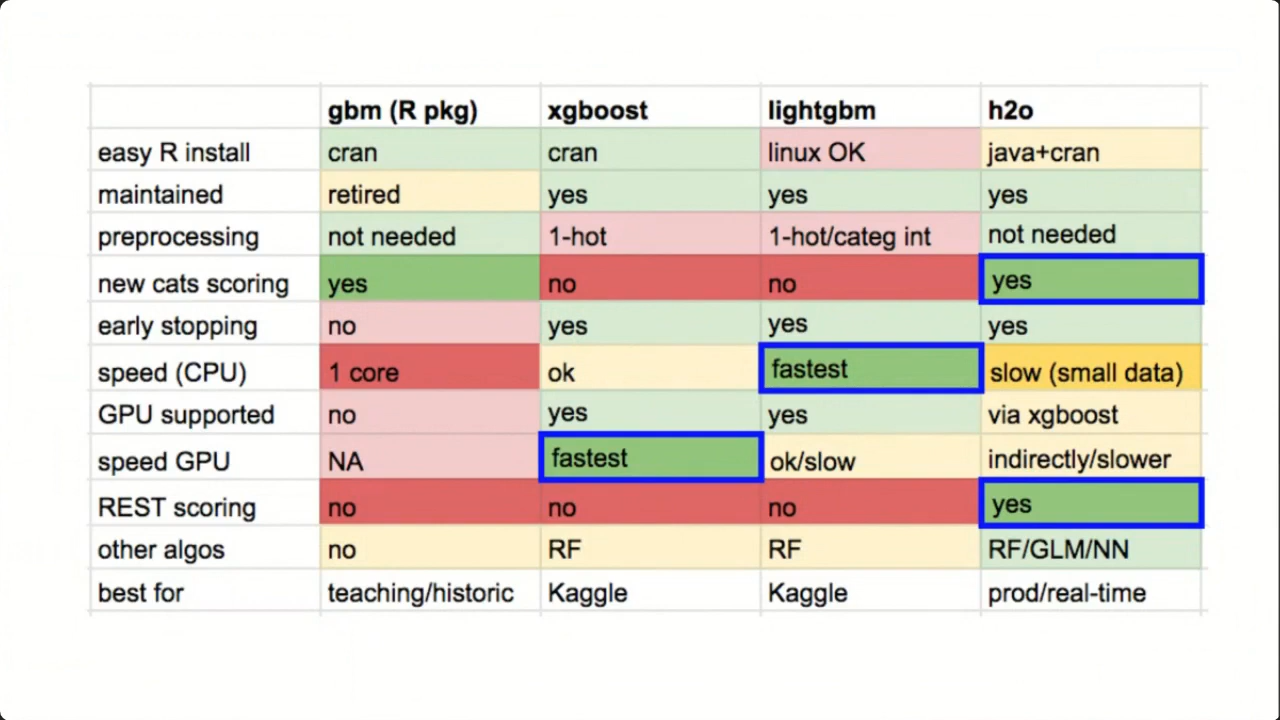 gbm (R pkg) xgboost lightgbm h2o
easy R install cran cran linux OK java+cran
maintained retired yes yes yes
preprocessing not needed 1-hot 1-hot/categ int not needed
new cats scoring yes no no yes
early stopping no yes yes yes
speed (CPU) 1 core ok fastest slow (small data)
GPU supported no yes yes via xgboost
speed GPU NA fastest ok/slow indirectly/slower
REST scoring no no no yes
other algos no RF RF RF/GLM/NN
best for teaching/historic Kaggle Kaggle prod/real-time